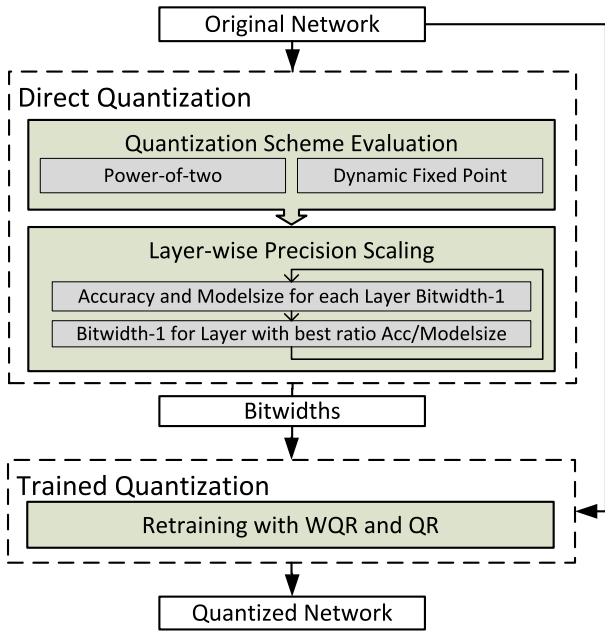 Original Network
Direct Quantization
Quantization Scheme Evaluation
Power-of-two
Dynamic Fixed Point
Layer-wise Precision Scaling
Accuracy and Modelsize for each Layer Bitwidth-1
Bitwidth-1 for Layer with best ratio Acc/Modelsize
Bitwidths
Trained Quantization
Retraining with WQR and QR
Quantized Network